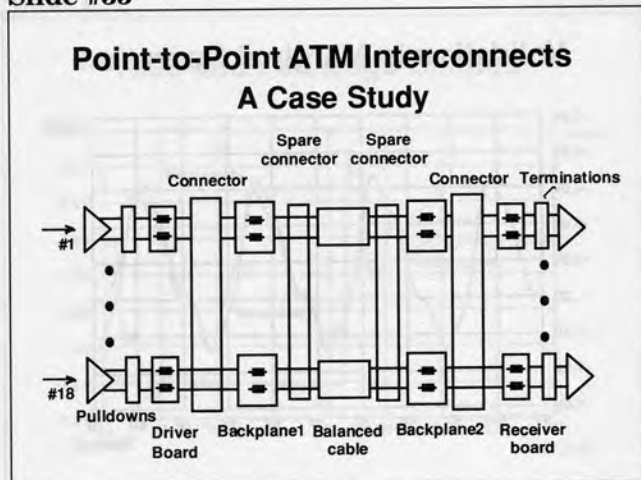 Point-to-Point ATM Interconnects
A Case Study
Spare connector
Spare connector
Connector
Connector
Terminations
#1
#18
Pulldowns
Driver Board
Backplane1
Balanced cable
Backplane2
Receiver board